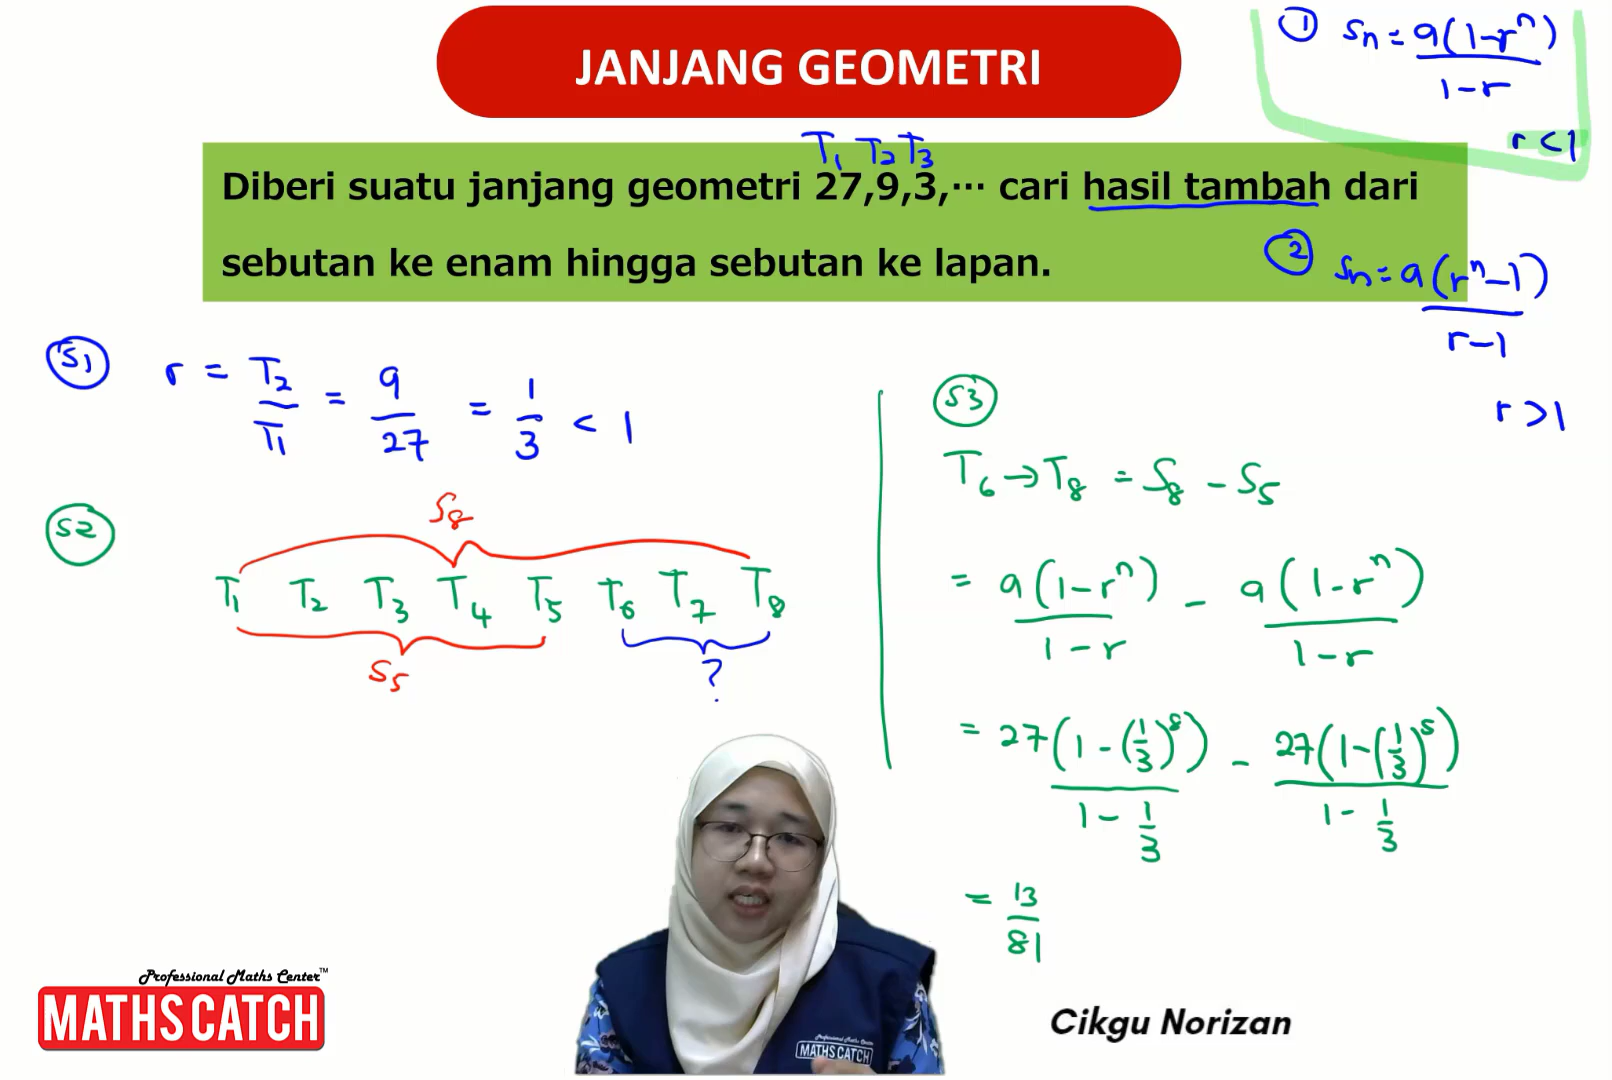 JANJANG GEOMETRI
① Sn = a(1-rⁿ) / 1-r
r < 1
T₁ T₂ T₃
Diberi suatu janjang geometri 27,9,3,⋯ cari hasil tambah dari
sebutan ke enam hingga sebutan ke lapan.
② Sn = a(rⁿ-1) / r-1
r > 1
S1 r = T₂/T₁ = 9/27 = 1/3 < 1
S2
S₈
T₁ T₂ T₃ T₄ T₅ T₆ T₇ T₈
S₅ ?
S3
T₆ → T₈ = S₈ - S₅
= a(1-rⁿ)/1-r - a(1-rⁿ)/1-r
= 27(1-(1/3)⁸)/1-1/3 - 27(1-(1/3)⁵)/1-1/3
= 13/81
Professional Maths Center™
MATHSCATCH
Professional Maths Center
MATHSCATCH
Cikgu Norizan